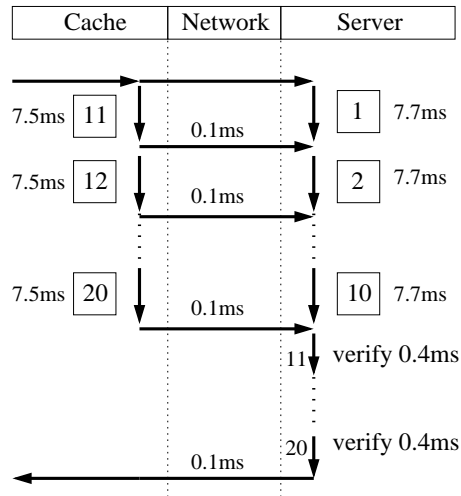 Cache Network Server
7.5ms 11 0.1ms 1 7.7ms
7.5ms 12 0.1ms 2 7.7ms
7.5ms 20 0.1ms 10 7.7ms
11 verify 0.4ms
20 verify 0.4ms
0.1ms